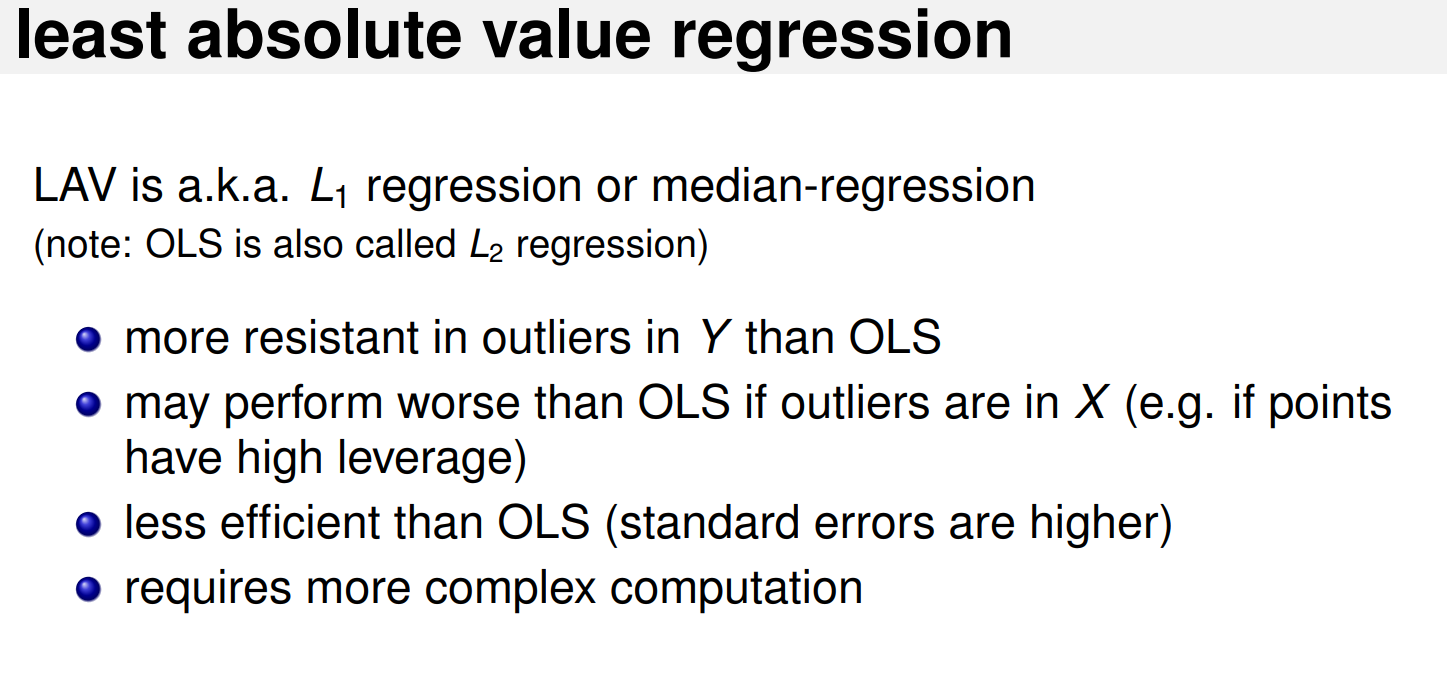 least absolute value regression
LAV is a.k.a. L₁ regression or median-regression
(note: OLS is also called L₂ regression)
more resistant in outliers in Y than OLS
may perform worse than OLS if outliers are in X (e.g. if points
have high leverage)
less efficient than OLS (standard errors are higher)
requires more complex computation